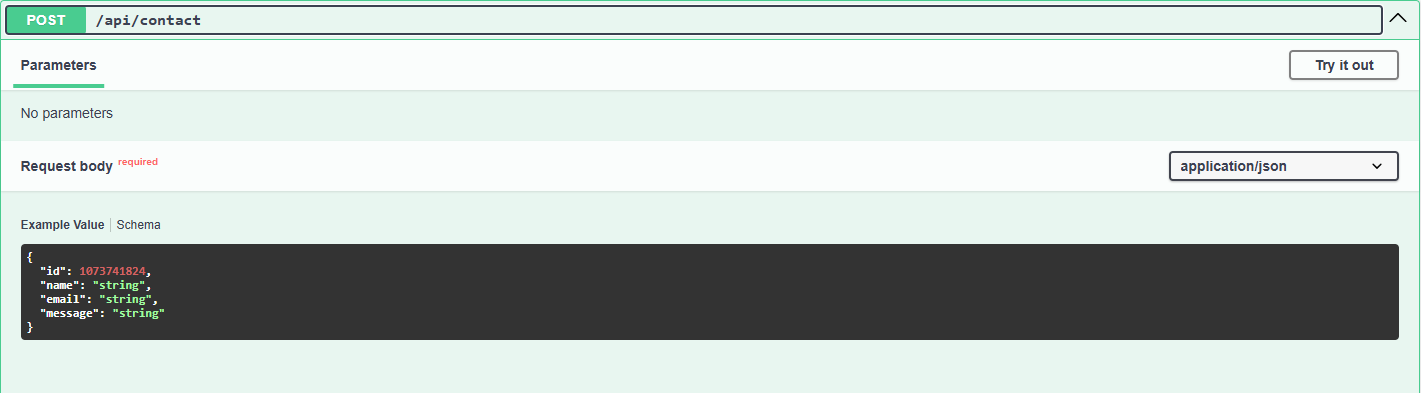 POST /api/contact
Parameters
Try it out
No parameters
Request body required
application/json
Example Value Schema
{
  "id": 1073741824,
  "name": "string",
  "email": "string",
  "message": "string"
}